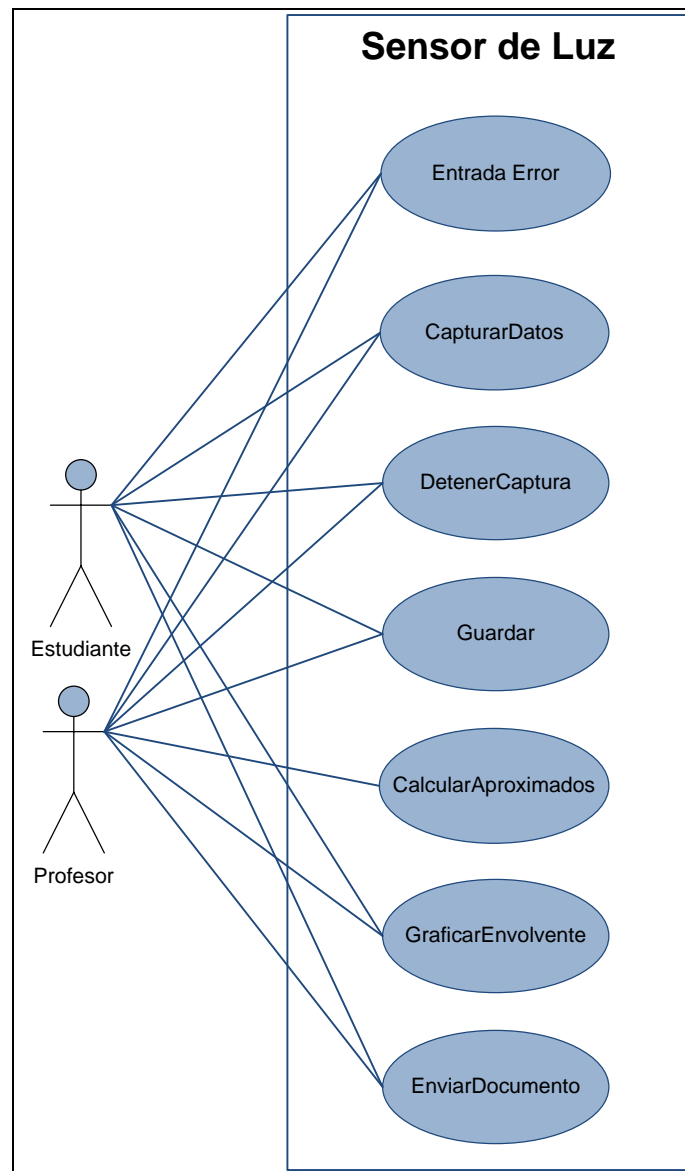 Sensor de Luz
Entrada Error
CapturarDatos
DetenerCaptura
Estudiante
Guardar
CalcularAproximados
Profesor
GraficarEnvolvente
EnviarDocumento